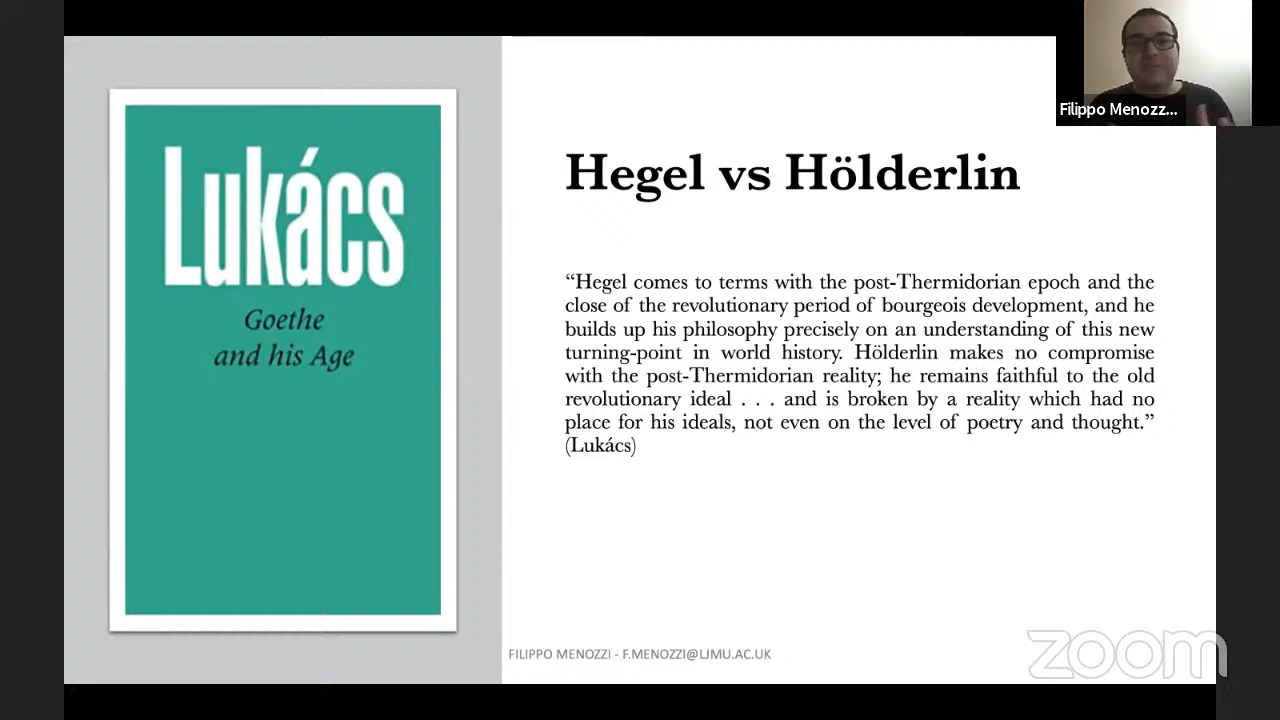 Filippo Menozz...
Lukács
Goethe
and his Age
Hegel vs Hölderlin
“Hegel comes to terms with the post-Thermidorian epoch and the
close of the revolutionary period of bourgeois development, and he
builds up his philosophy precisely on an understanding of this new
turning-point in world history. Hölderlin makes no compromise
with the post-Thermidorian reality; he remains faithful to the old
revolutionary ideal . . . and is broken by a reality which had no
place for his ideals, not even on the level of poetry and thought.”
(Lukács)
FILIPPO MENOZZI - F.MENOZZI@LJMU.AC.UK
zoom